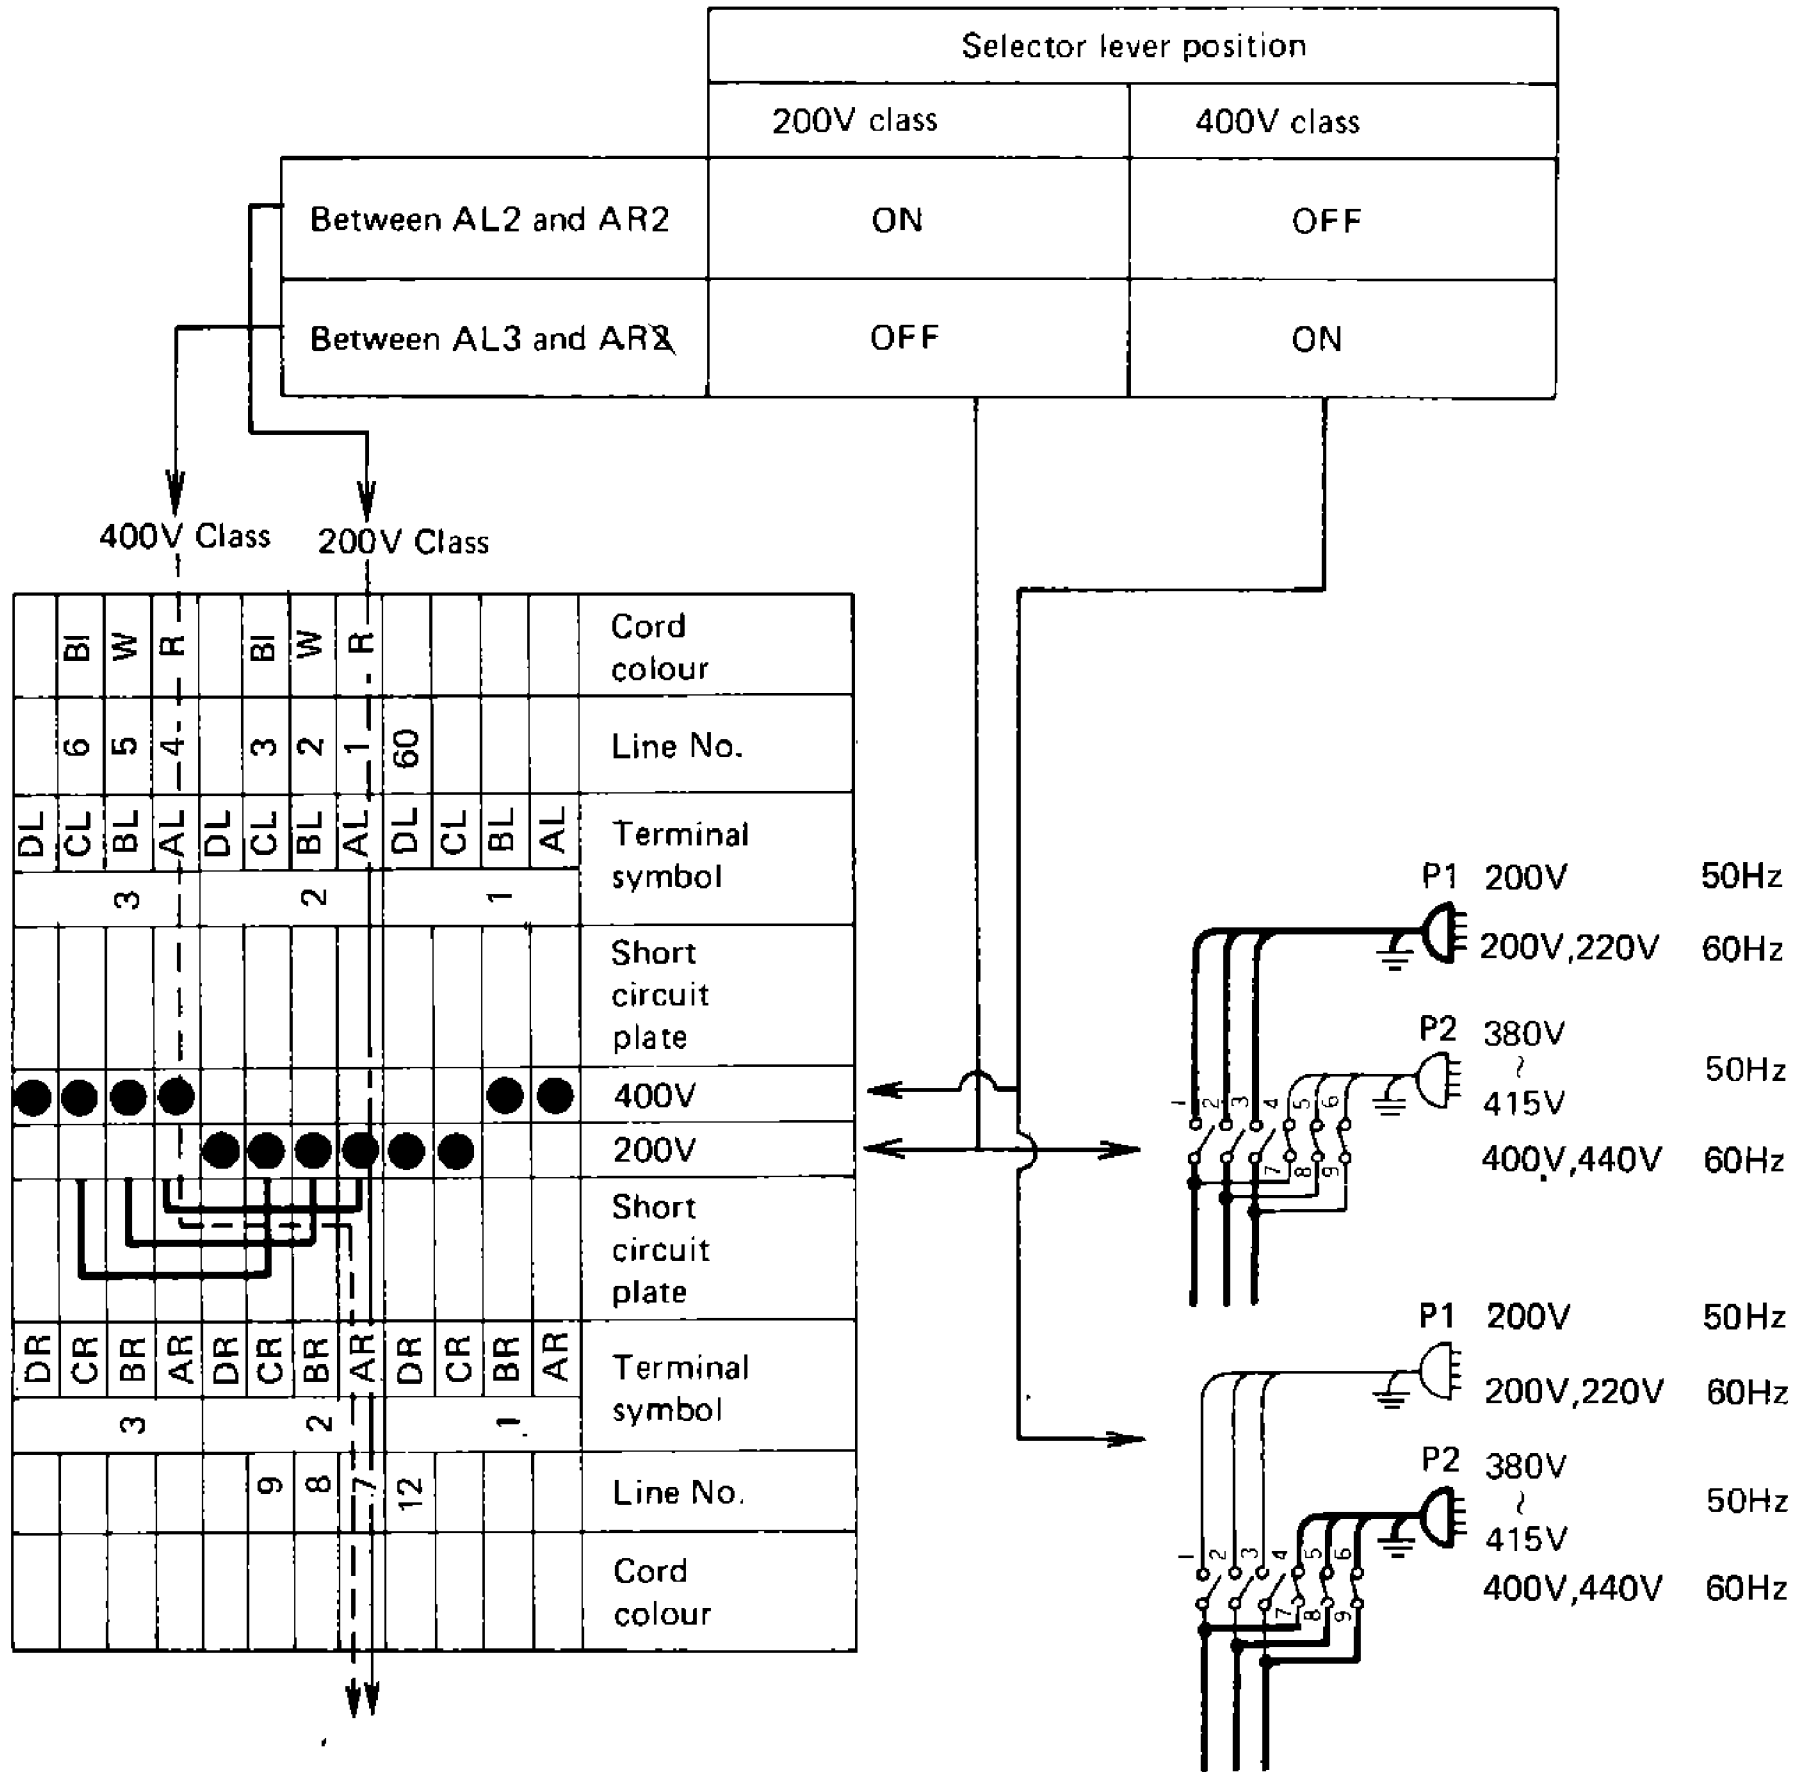 Selector lever position
200V class 400V class
Between AL2 and AR2 ON OFF
Between AL3 and AR OFF ON
400V Class 200V Class
BI W R BI W R Cord
colour
6 5 4 3 2 1 60 Line No.
DL CL BL AL DL CL BL AL DL CL BL AL Terminal
symbol
3 2 1
Short
circuit
plate
400V
200V
Short
circuit
plate
DR CR BR AR DR CR BR AR DR CR BR AR Terminal
symbol
3 2 1
9 8 7 12 Line No.
Cord
colour
P1 200V 50Hz
200V,220V 60Hz
P2 380V
~
415V
50Hz
400V,440V 60Hz
1 2 3 4 5 6
7 8 9
P1 200V 50Hz
200V,220V 60Hz
P2 380V
~
415V
50Hz
400V,440V 60Hz
1 2 3 4 5 6
7 8 9